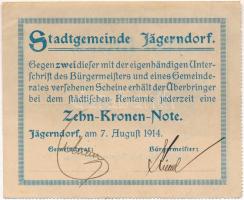 Stadtgemeinde Jägerndorf.
Gegen zwei dieser mit der eigenhändigen Unter-
schrift des Bürgermeisters und eines Gemeinde-
rates versehenen Scheine erhält der Überbringer
bei dem städtischen Rentamte jederzeit eine
Zehn-Kronen-Note.
Jägerndorf, am 7. August 1914.
Gemeinderat: Bürgermeister: